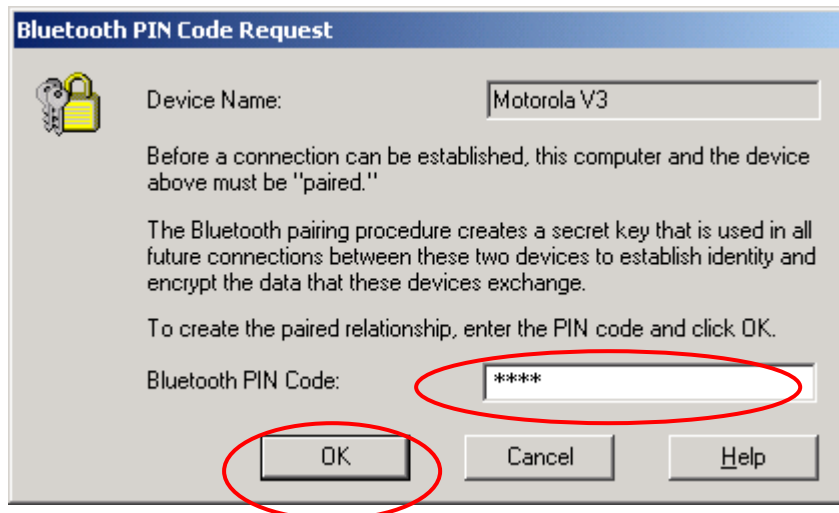 Bluetooth PIN Code Request
Device Name: Motorola V3
Before a connection can be established, this computer and the device
above must be "paired."
The Bluetooth pairing procedure creates a secret key that is used in all
future connections between these two devices to establish identity and
encrypt the data that these devices exchange.
To create the paired relationship, enter the PIN code and click OK.
Bluetooth PIN Code: ****
OK Cancel Help